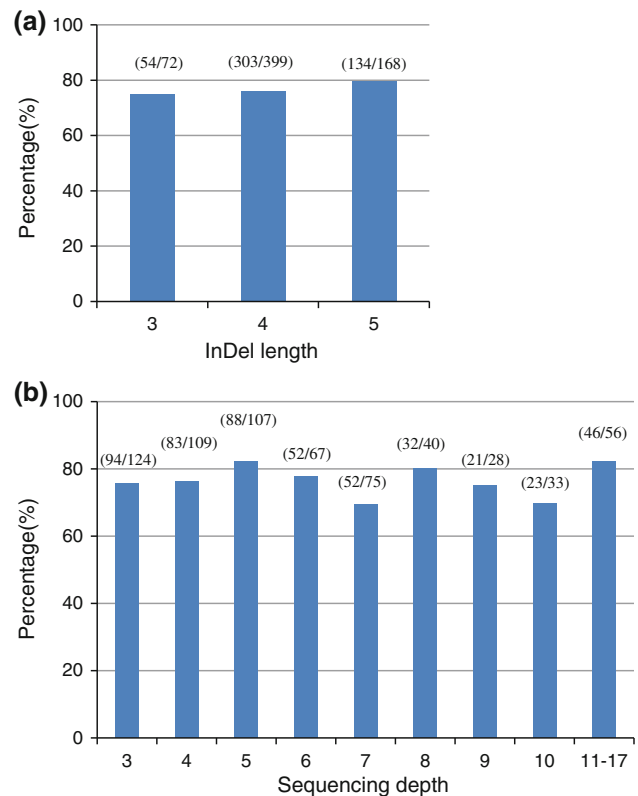 (a)
100
80
60
40
20
0
Percentage(%)
(54/72) (303/399) (134/168)
3 4 5
InDel length
(b)
100
80
60
40
20
0
Percentage(%)
(94/124) (83/109) (88/107) (52/67) (52/75) (32/40) (21/28) (23/33) (46/56)
3 4 5 6 7 8 9 10 11-17
Sequencing depth